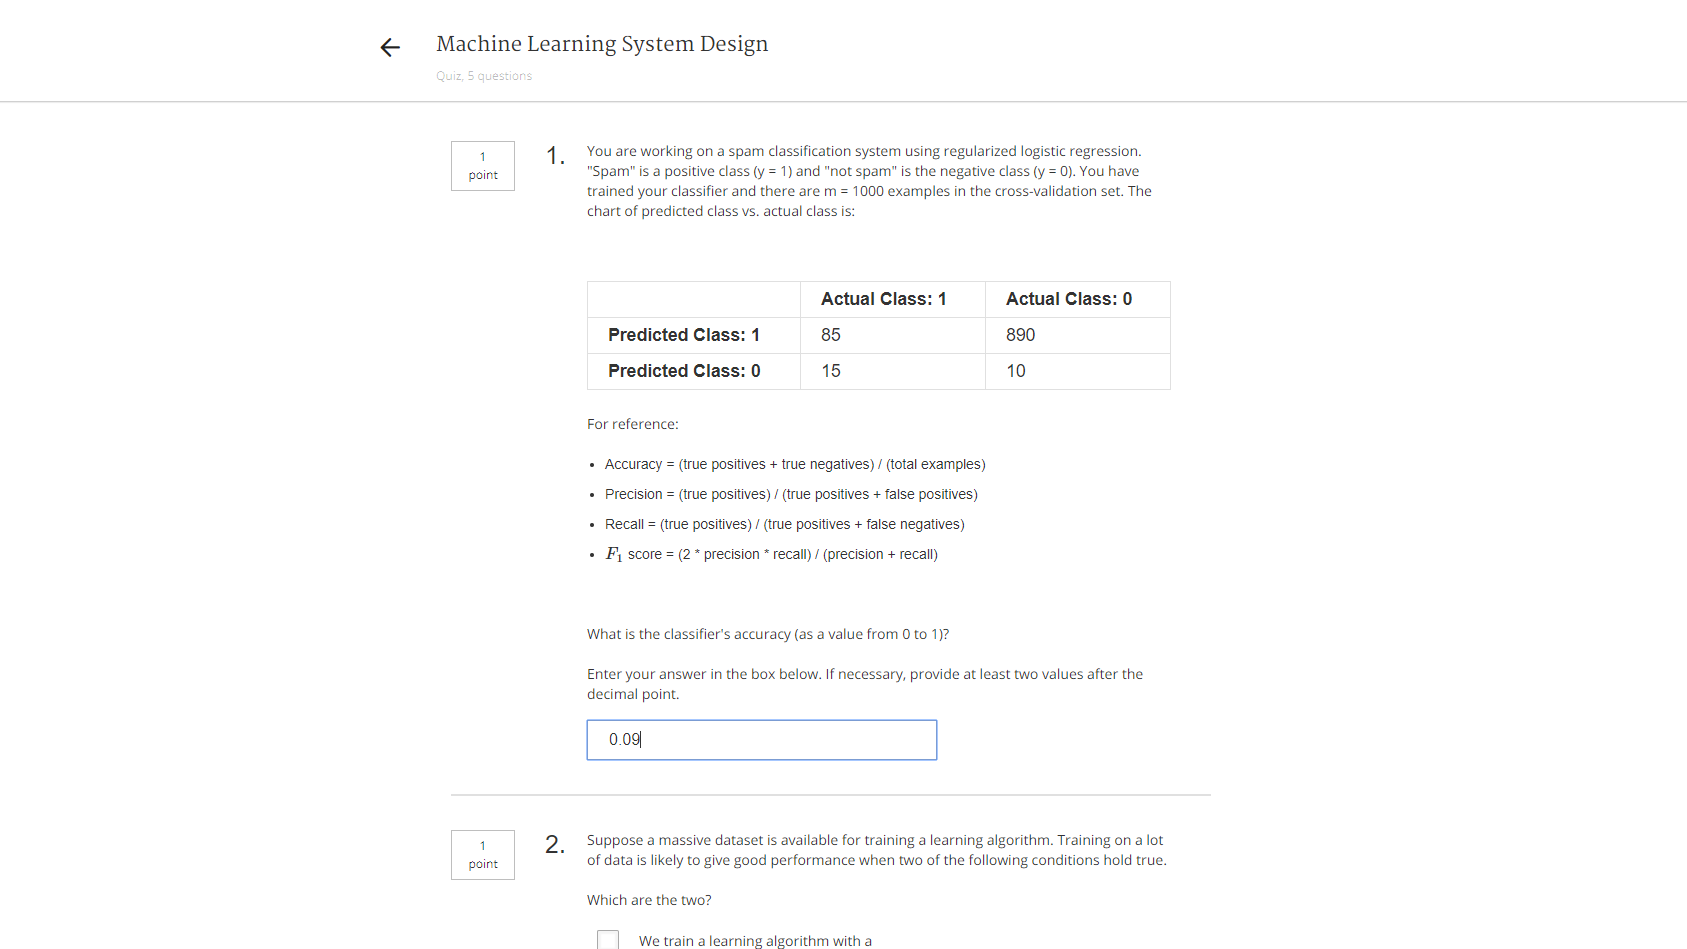 Machine Learning System Design
Quiz, 5 questions
1
point
1.
You are working on a spam classification system using regularized logistic regression.
"Spam" is a positive class (y = 1) and "not spam" is the negative class (y = 0). You have
trained your classifier and there are m = 1000 examples in the cross-validation set. The
chart of predicted class vs. actual class is:
Actual Class: 1 Actual Class: 0
Predicted Class: 1 85 890
Predicted Class: 0 15 10
For reference:
• Accuracy = (true positives + true negatives) / (total examples)
• Precision = (true positives) / (true positives + false positives)
• Recall = (true positives) / (true positives + false negatives)
• F₁ score = (2 * precision * recall) / (precision + recall)
What is the classifier's accuracy (as a value from 0 to 1)?
Enter your answer in the box below. If necessary, provide at least two values after the
decimal point.
0.09
1
point
2.
Suppose a massive dataset is available for training a learning algorithm. Training on a lot
of data is likely to give good performance when two of the following conditions hold true.
Which are the two?
We train a learning algorithm with a